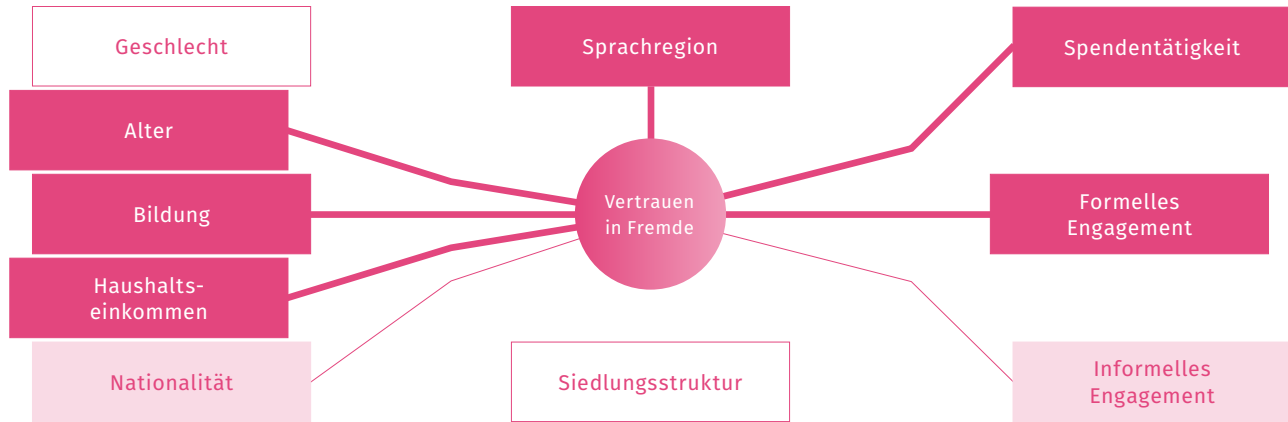 Geschlecht
Sprachregion
Spendentätigkeit
Alter
Bildung
Vertrauen
in Fremde
Formelles
Engagement
Haushalts-
einkommen
Nationalität
Siedlungsstruktur
Informelles
Engagement